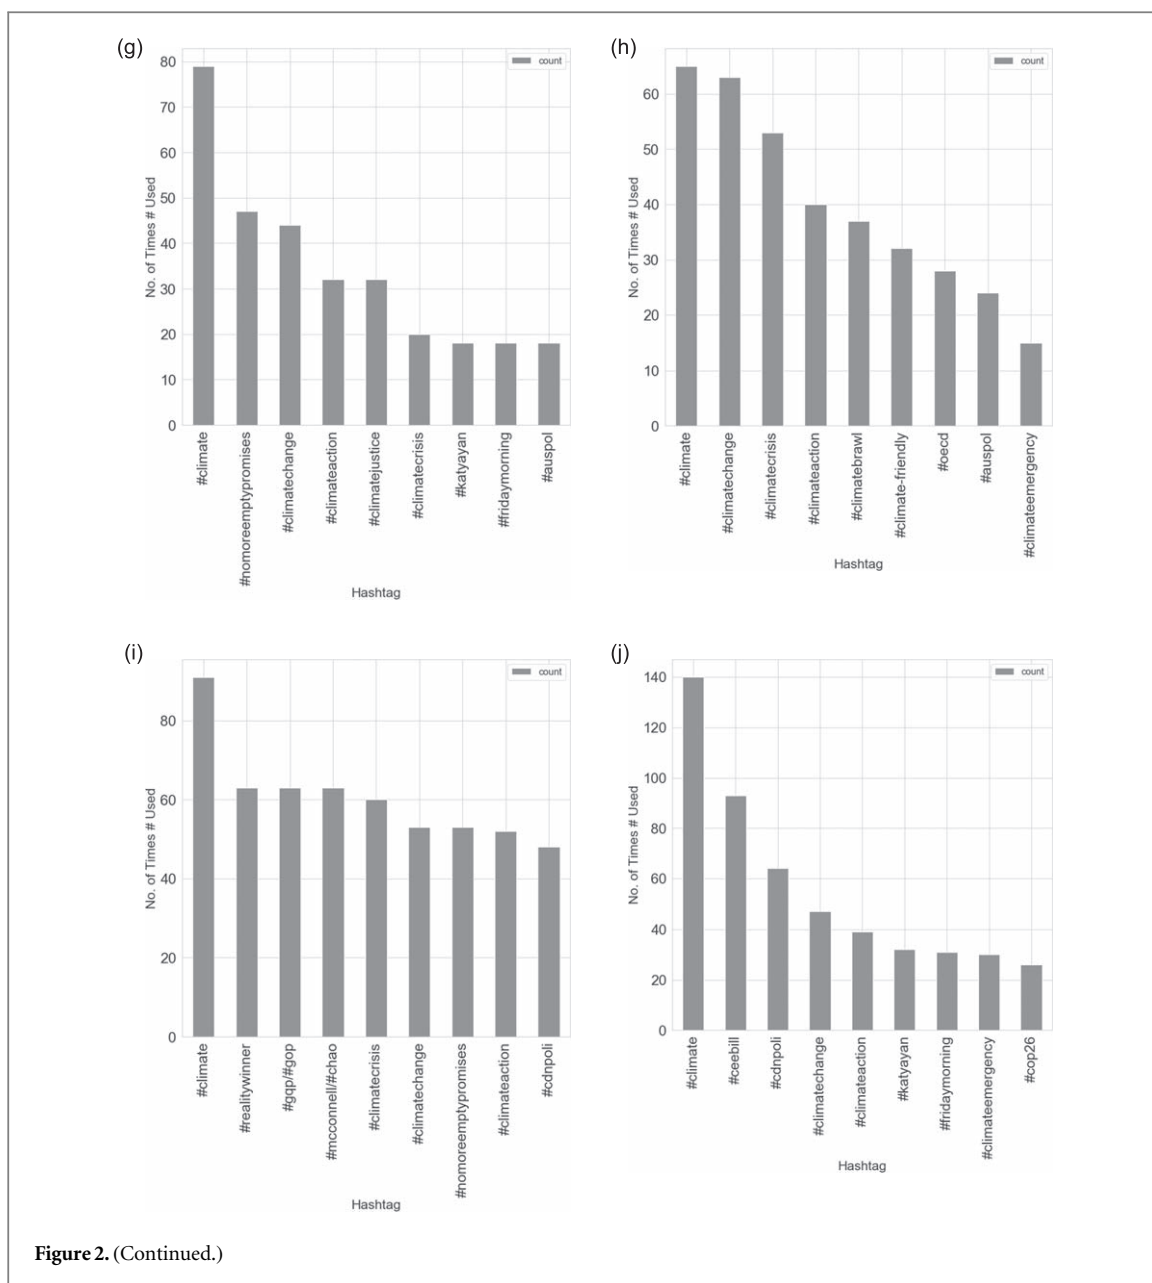 (g)
count
80
70
60
50
40
30
20
10
0
No. of Times # Used
#climate
#nomoreemptypromises
#climatechange
#climateaction
#climatejustice
#climatecrisis
#katyayan
#fridaymorning
#auspol
Hashtag
(h)
count
60
50
40
30
20
10
0
No. of Times # Used
#climate
#climatechange
#climatecrisis
#climateaction
#climatebrawl
#climate-friendly
#oecd
#auspol
#climateemergency
Hashtag
(i)
count
80
60
40
20
0
No. of Times # Used
#climate
#realitywinner
#gqp/#gop
#mcconnell/#chao
#climatecrisis
#climatechange
#nomoreemptypromises
#climateaction
#cdnpoli
Hashtag
(j)
count
140
120
100
80
60
40
20
0
No. of Times # Used
#climate
#ceebill
#cdnpoli
#climatechange
#climateaction
#katyayan
#fridaymorning
#climateemergency
#cop26
Hashtag
Figure 2. (Continued.)